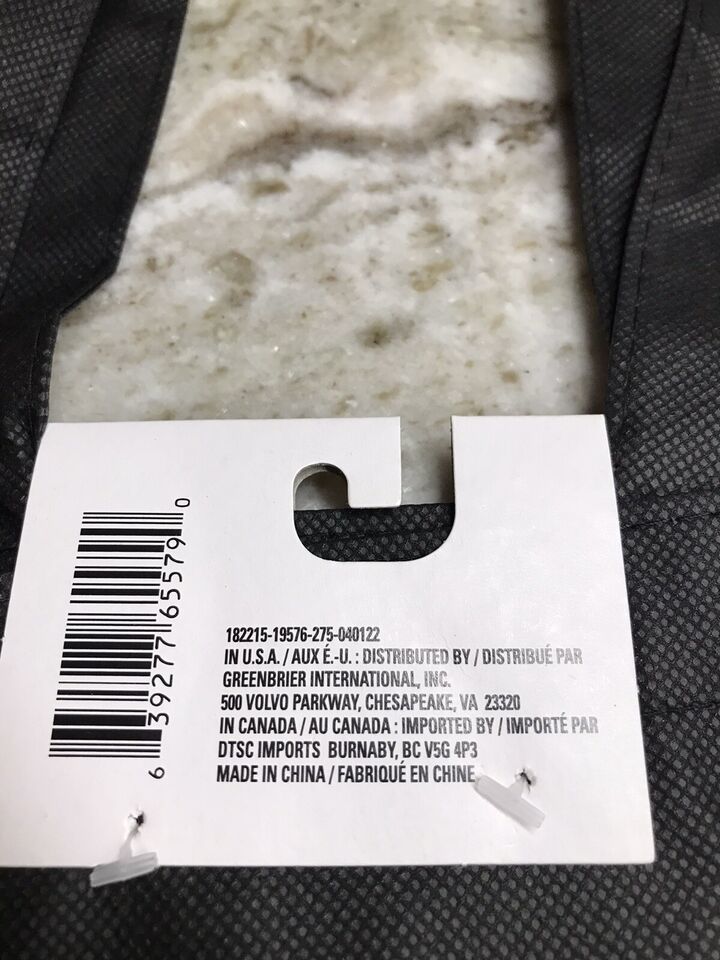 6 39277 65579 0
182215-19576-275-040122
IN U.S.A. / AUX É.-U. : DISTRIBUTED BY / DISTRIBUÉ PAR
GREENBRIER INTERNATIONAL, INC.
500 VOLVO PARKWAY, CHESAPEAKE, VA 23320
IN CANADA / AU CANADA : IMPORTED BY / IMPORTÉ PAR
DTSC IMPORTS BURNABY, BC V5G 4P3
MADE IN CHINA / FABRIQUÉ EN CHINE